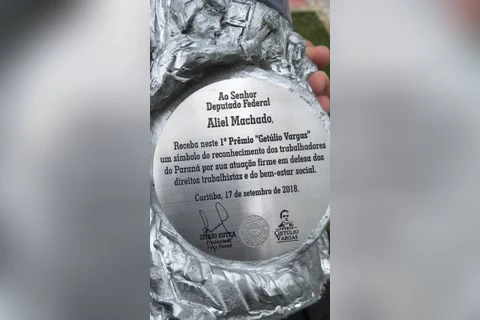 Ao Senhor
Deputado Federal
Aliel Machado,
Receba neste 1º Prêmio "Getúlio Vargas"
um símbolo do reconhecimento dos trabalhadores
do Paraná por sua atuação firme em defesa dos
direitos trabalhistas e do bem-estar social.
Curitiba, 17 de setembro de 2018.
GETÚLIO
VARGAS